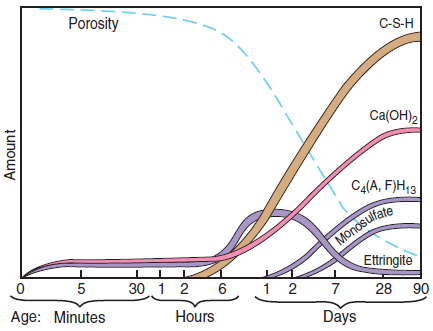 Porosity
C-S-H
Ca(OH)2
C4(A, F)H13
Monosulfate
Ettringite
Amount
0 5 30 1 2 6 1 2 7 28 90
Age: Minutes Hours Days